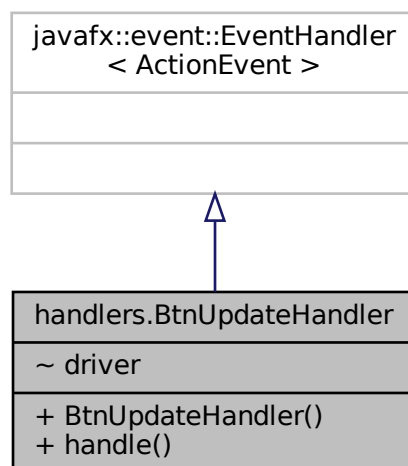 javafx::event::EventHandler
< ActionEvent >
handlers.BtnUpdateHandler
~ driver
+ BtnUpdateHandler()
+ handle()